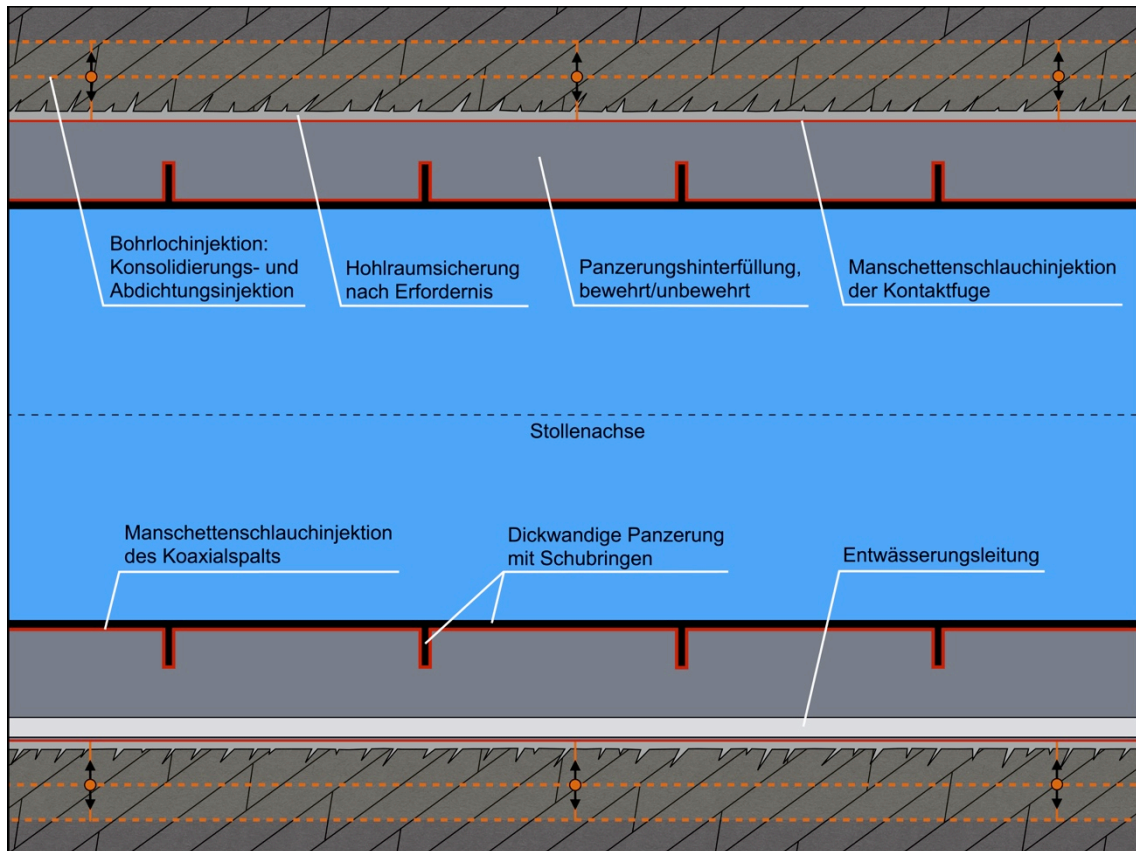 Bohrlochinjektion:
Konsolidierungs- und
Abdichtungsinjektion
Hohlraumsicherung
nach Erfordernis
Panzerungshinterfüllung,
bewehrt/unbewehrt
Manschettenschlauchinjektion
der Kontaktfuge
Stollenachse
Manschettenschlauchinjektion
des Koaxialspalts
Dickwandige Panzerung
mit Schubringen
Entwässerungsleitung